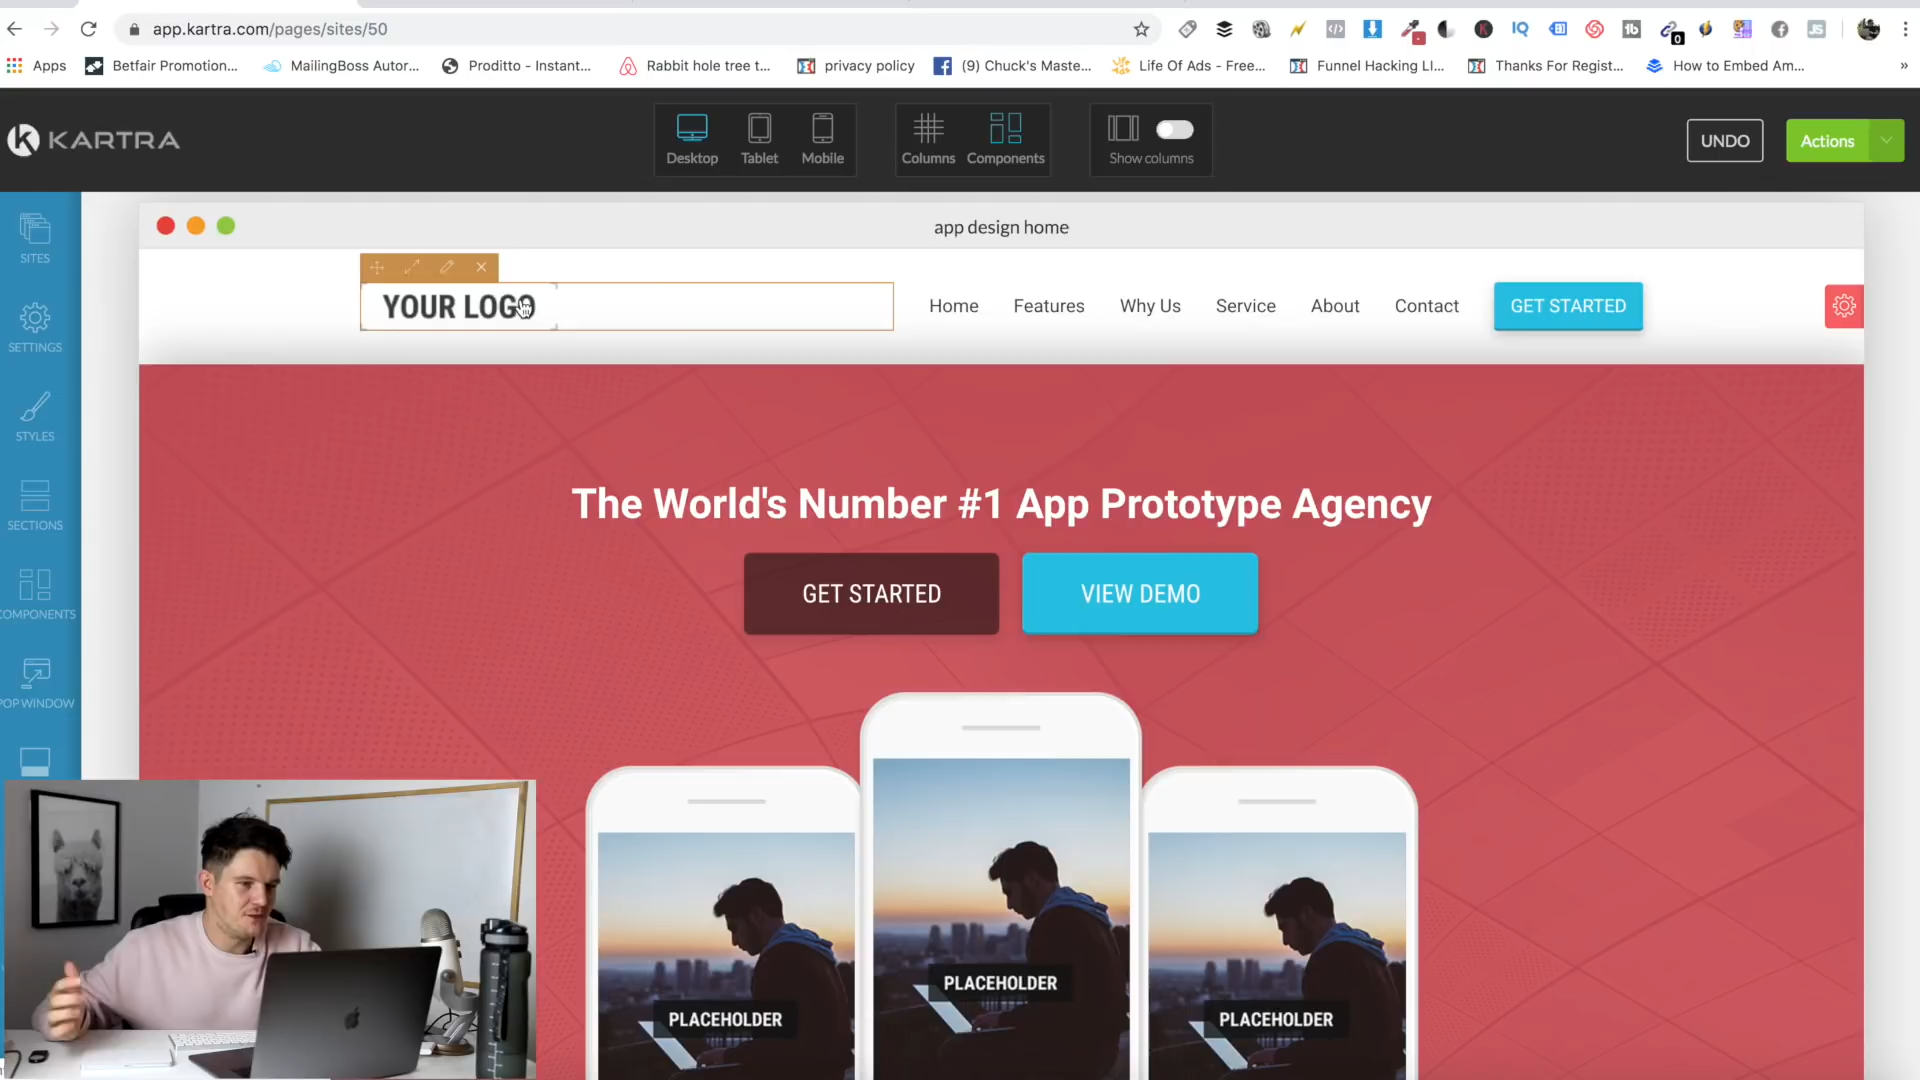 app.kartra.com/pages/sites/50
0
Apps
Betfair Promotion...
MailingBoss Autor...
Proditto - Instant...
Rabbit hole tree t...
privacy policy
(9) Chuck's Maste...
Life Of Ads - Free...
Funnel Hacking LI...
Thanks For Regist...
How to Embed Am...
»
K KARTRA
Desktop
Tablet
Mobile
Columns
Components
Show columns
UNDO
Actions
SITES
SETTINGS
STYLES
SECTIONS
COMPONENTS
POP WINDOW
app design home
YOUR LOGO
Home
Features
Why Us
Service
About
Contact
GET STARTED
The World's Number #1 App Prototype Agency
GET STARTED
VIEW DEMO
PLACEHOLDER
PLACEHOLDER
PLACEHOLDER